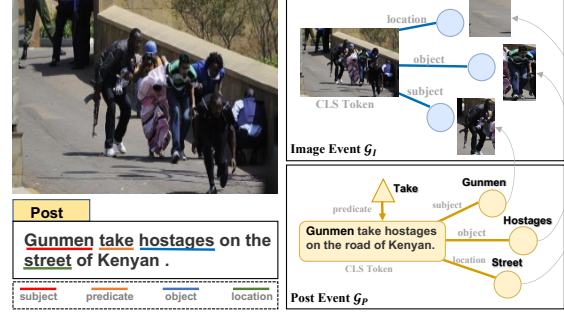 Post
Gunmen take hostages on the
street of Kenyan .
subject
predicate
object
location
location
object
subject
CLS Token
Image Event 𝒢I
Take
Gunmen
predicate
subject
Hostages
Gunmen take hostages
on the road of Kenyan.
object
location
Street
CLS Token
Post Event 𝒢P